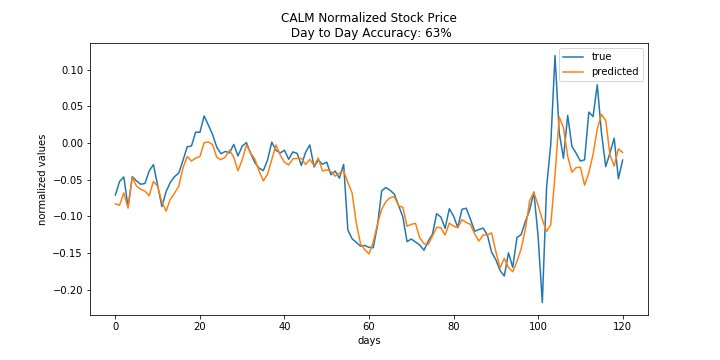 CALM Normalized Stock Price
Day to Day Accuracy: 63%
true
predicted
normalized values
0.10
0.05
0.00
−0.05
−0.10
−0.15
−0.20
0
20
40
60
80
100
120
days